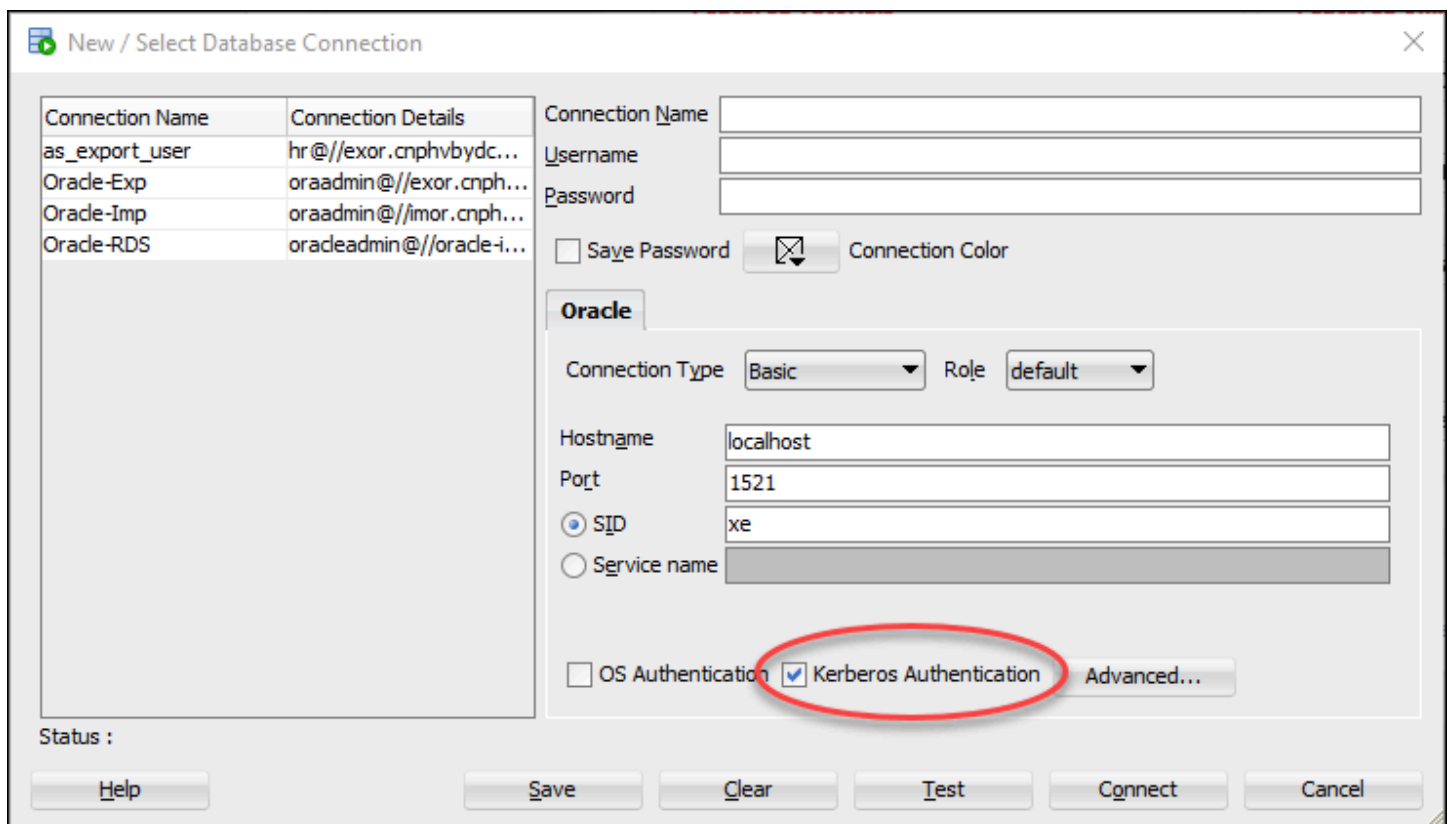 New / Select Database Connection
Connection Name Connection Details
as_export_user hr@//exor.cnphvbydc...
Oracle-Exp oraadmin@//exor.cnph...
Oracle-Imp oraadmin@//imor.cnph...
Oracle-RDS oracleadmin@//oracle-i...
Connection Name
Username
Password
Save Password Connection Color
Oracle
Connection Type Basic Role default
Hostname localhost
Port 1521
SID xe
Service name
OS Authentication Kerberos Authentication Advanced...
Status :
Help Save Clear Test Connect Cancel